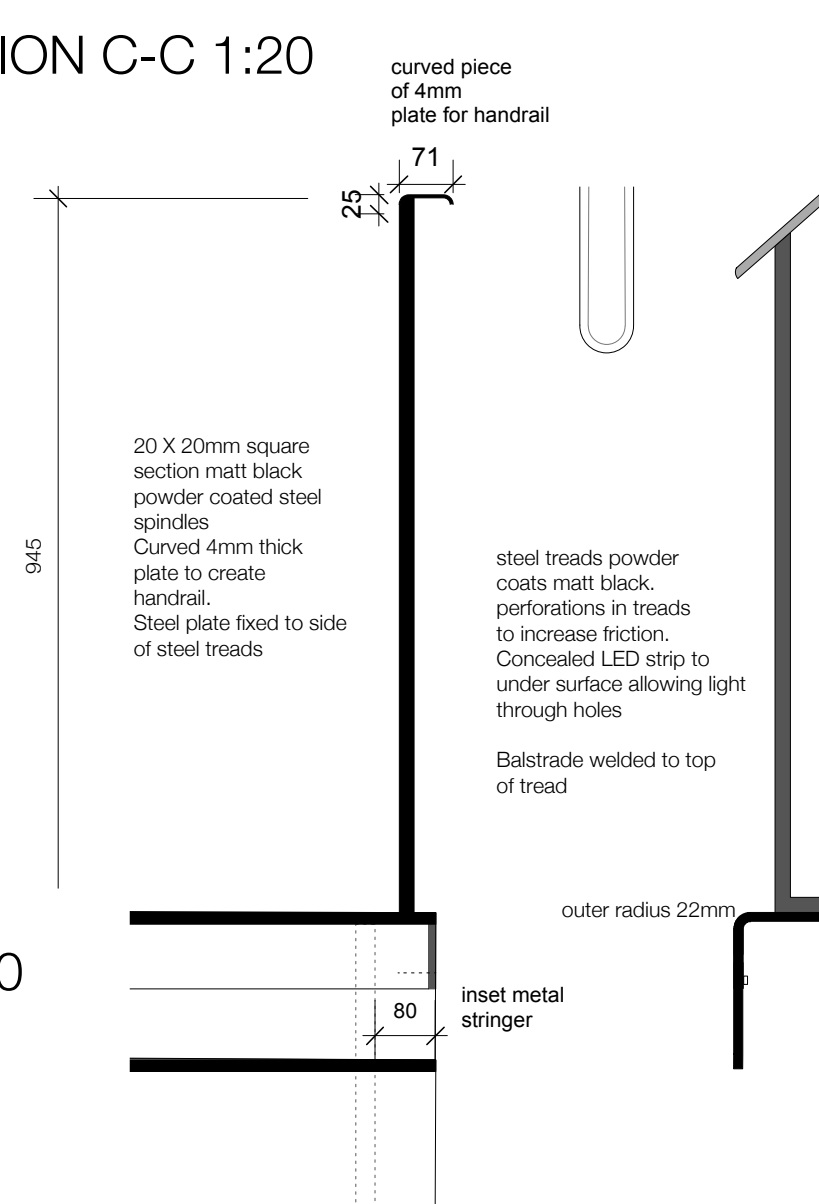 ION C-C 1:20
curved piece
of 4mm
plate for handrail
71
25
20 X 20mm square
section matt black
powder coated steel
spindles
Curved 4mm thick
plate to create
handrail.
Steel plate fixed to side
of steel treads
945
steel treads powder
coats matt black.
perforations in treads
to increase friction.
Concealed LED strip to
under surface allowing light
through holes
Balstrade welded to top
of tread
outer radius 22mm
0
80
inset metal
stringer